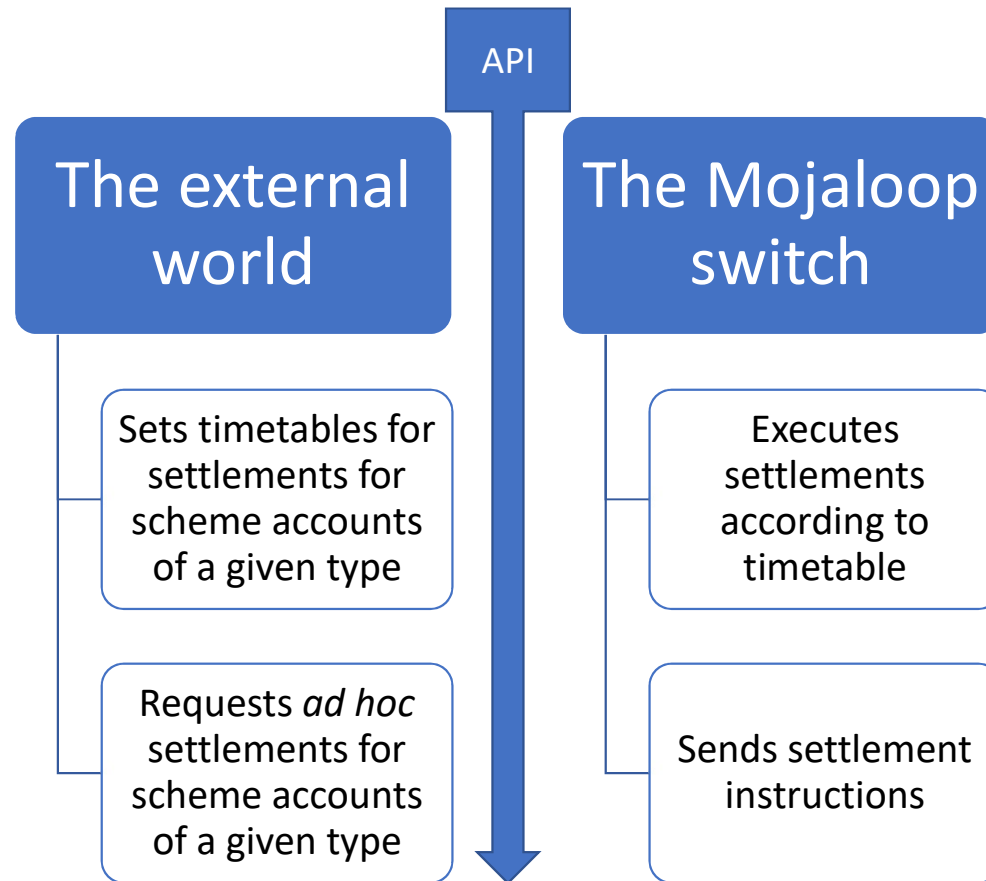 API
The external
world
Sets timetables for
settlements for
scheme accounts
of a given type
Requests ad hoc
settlements for
scheme accounts
of a given type
The Mojaloop
switch
Executes
settlements
according to
timetable
Sends settlement
instructions